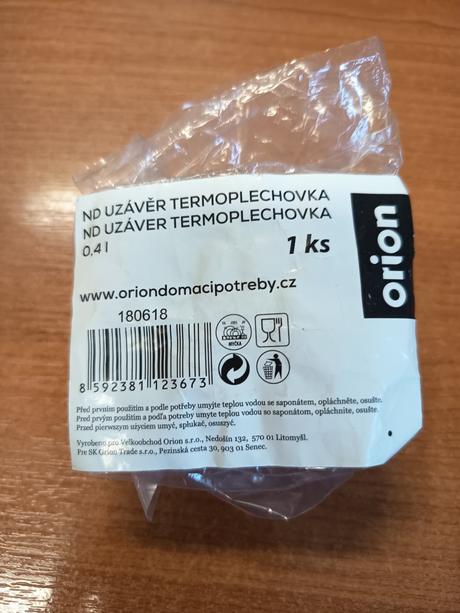 ND UZÁVĚR TERMOPLECHOVKA
ND UZÁVER TERMOPLECHOVKA
0,4 l
1 ks
orion
www.oriondomacipotreby.cz
180618
8 592381 123673
MYČKA
Před prvním použitím a podle potřeby umyjte teplou vodou se saponátem, opláchněte, osušte.
Pred prvým použitím a podľa potreby umyte teplou vodou so saponátom, opláchnite, osušte.
Przed pierwszym użyciem umyć, spłukać, osuszyć.
Vyrobeno pro Velkoobchod Orion s.r.o., Nedošín 132, 570 01 Litomyšl.
Pre SK Orion Trade s.r.o., Pezinská cesta 30, 903 01 Senec.